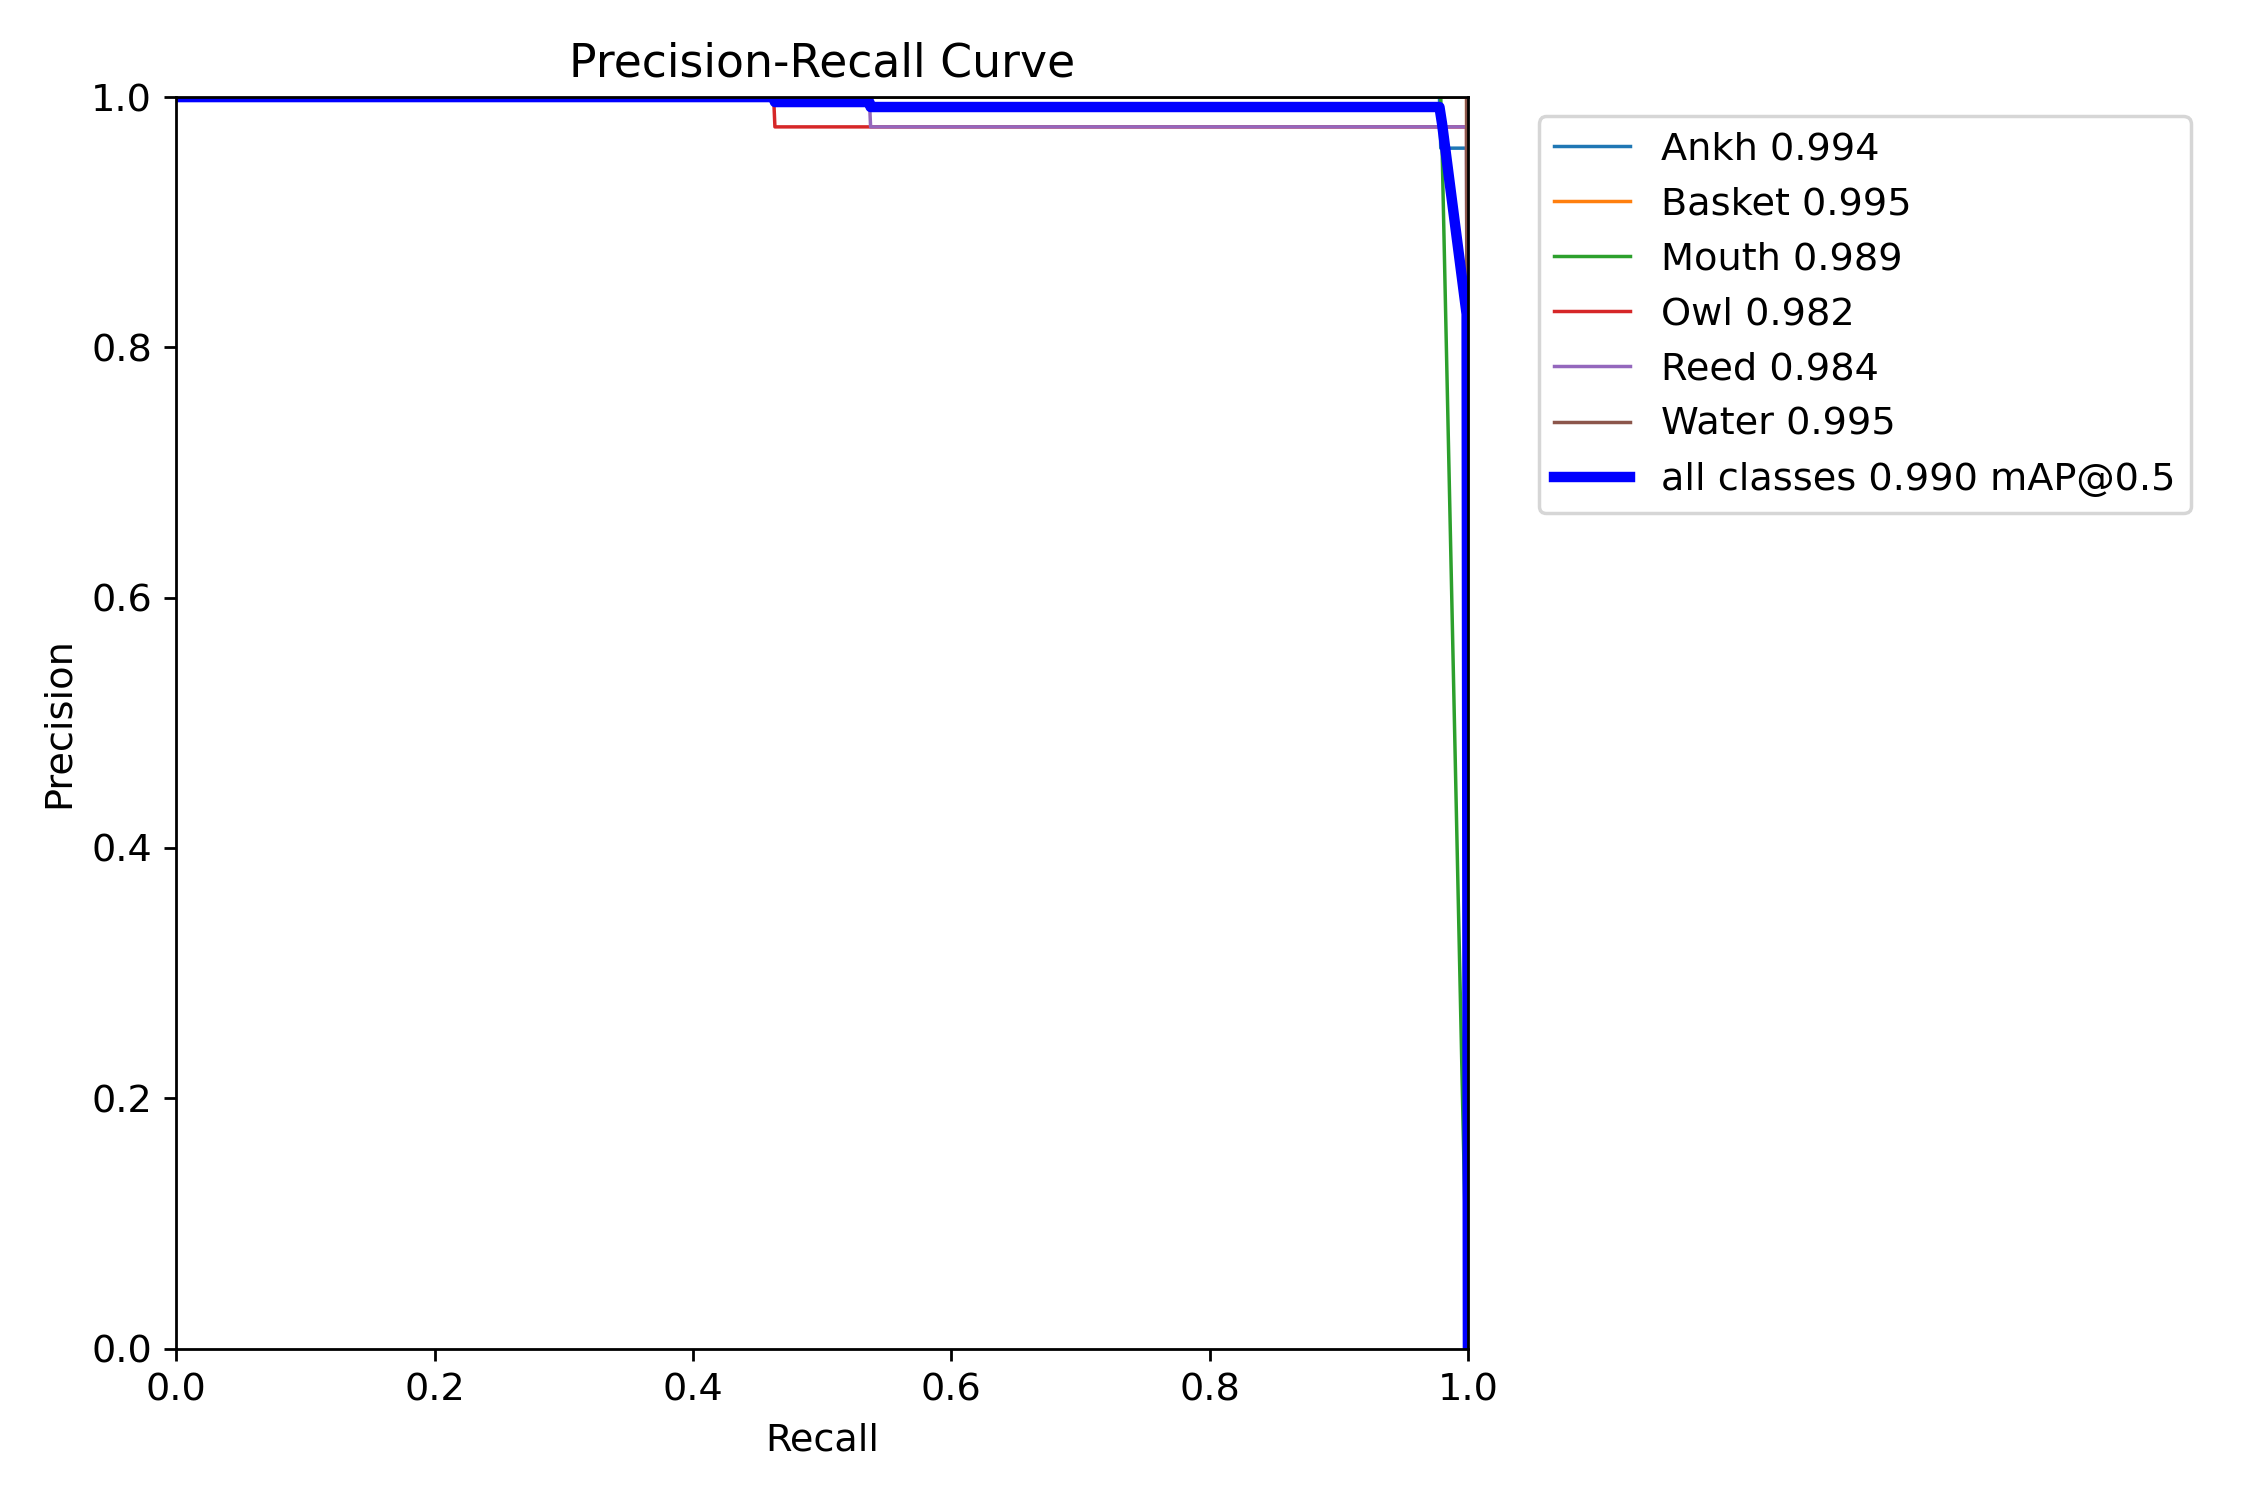 Precision-Recall Curve
1.0
0.8
0.6
0.4
0.2
0.0
Precision
0.0 0.2 0.4 0.6 0.8 1.0
Recall
Ankh 0.994
Basket 0.995
Mouth 0.989
Owl 0.982
Reed 0.984
Water 0.995
all classes 0.990 mAP@0.5